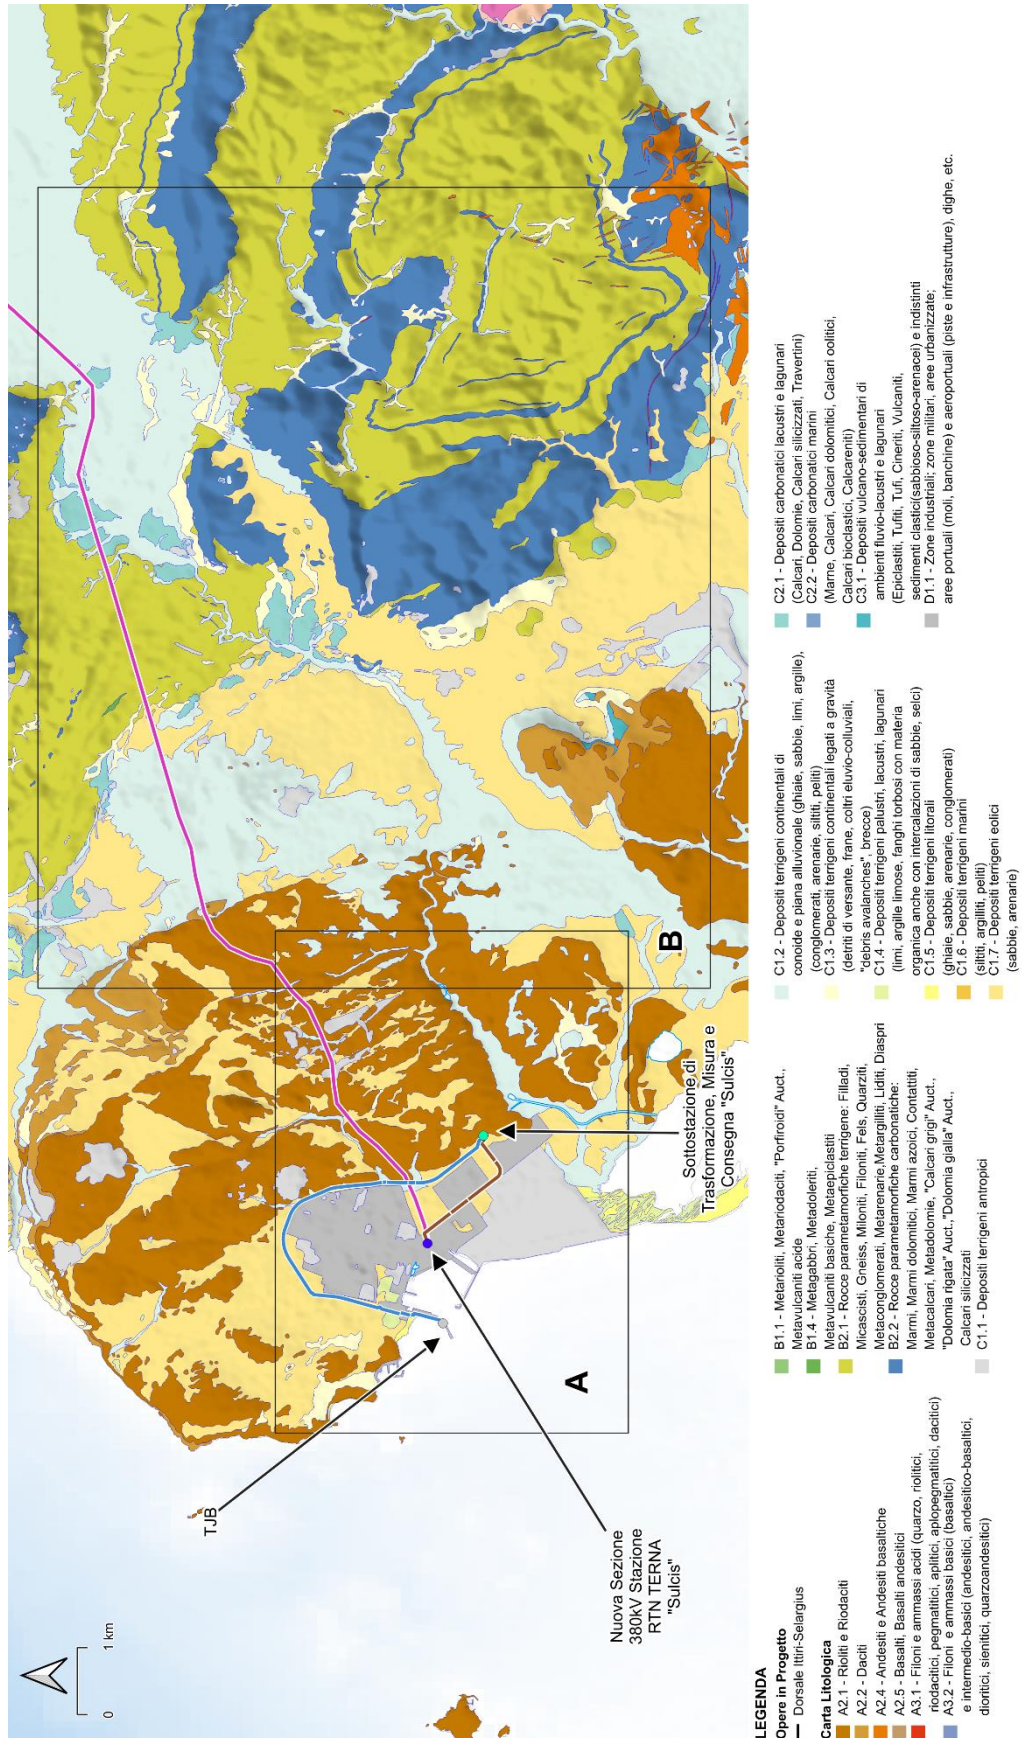 0
1 km
TJB
Nuova Sezione
380kV Stazione
RTN TERNA
"Sulcis"
A
Sottostazione di
Trasformazione, Misura e
Consegna "Sulcis"
B
LEGENDA
Opere in Progetto
Dorsale Ittiri-Selargius
Carta Litologica
A2.1 - Rioliti e Riodaciti
A2.2 - Daciti
A2.4 - Andesiti e Andesiti basaltiche
A2.5 - Basalti, Basalti andesitici
A3.1 - Filoni e ammassi acidi (quarzo, riolitici,
riodacitici, pegmatitici, aplitici, aplopegmatitici, dacitici)
A3.2 - Filoni e ammassi basici (basaltici)
e intermedio-basici (andesitici, andesitico-basaltici,
dioritici, sienitici, quarzoandesitici)
B1.1 - Metarioliti, Metariodaciti, "Porfiroidi" Auct.,
Metavulcaniti acide
B1.4 - Metagabbri, Metadoleriti,
Metavulcaniti basiche, Metaepiclastiti
B2.1 - Rocce parametamorfiche terrigene: Filladi,
Micascisti, Gneiss, Miloniti, Filoniti, Fels, Quarziti,
Metaconglomerati, Metarenarie,Metargilliti, Liditi, Diaspri
B2.2 - Rocce parametamorfiche carbonatiche:
Marmi, Marmi dolomitici, Marmi azoici, Contattiti,
Metacalcari, Metadolomie, "Calcari grigi" Auct.,
"Dolomia rigata" Auct., "Dolomia gialla" Auct.,
Calcari silicizzati
C1.1 - Depositi terrigeni antropici
C1.2 - Depositi terrigeni continentali di
conoide e piana alluvionale (ghiaie, sabbie, limi, argille),
(conglomerati, arenarie, siltiti, peliti)
C1.3 - Depositi terrigeni continentali legati a gravità
(detriti di versante, frane, coltri eluvio-colluviali,
"debris avalanches", brecce)
C1.4 - Depositi terrigeni palustri, lacustri, lagunari
(limi, argille limose, fanghi torbosi con materia
organica anche con intercalazioni di sabbie, selci)
C1.5 - Depositi terrigeni litorali
(ghiaie, sabbie, arenarie, conglomerati)
C1.6 - Depositi terrigeni marini
(siltiti, argilliti, peliti)
C1.7 - Depositi terrigeni eolici
(sabbie, arenarie)
C2.1 - Depositi carbonatici lacustri e lagunari
(Calcari, Dolomie, Calcari silicizzati, Travertini)
C2.2 - Depositi carbonatici marini
(Marne, Calcari, Calcari dolomitici, Calcari oolitici,
Calcari bioclastici, Calcareniti)
C3.1 - Depositi vulcano-sedimentari di
ambienti fluvio-lacustri e lagunari
(Epiclastiti, Tufiti, Tufi, Cineriti, Vulcaniti,
sedimenti clastici(sabbioso-siltoso-arenacei) e indistinti
D1.1 - Zone industriali; zone militari, aree urbanizzate;
aree portuali (moli, banchine) e aeroportuali (piste e infrastrutture), dighe, etc.